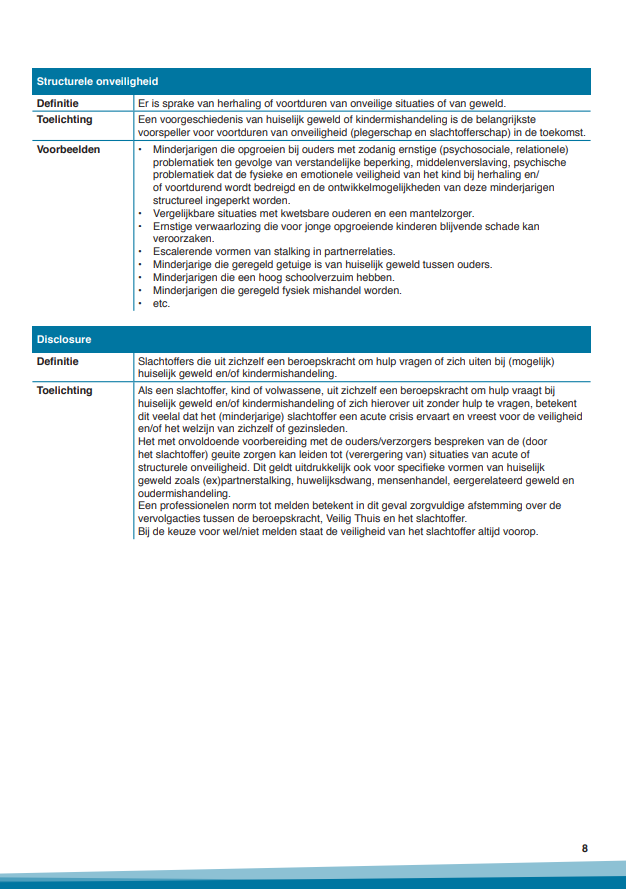 Structurele onveiligheid
Definitie Er is sprake van herhaling of voortduren van onveilige situaties of van geweld.
Toelichting Een voorgeschiedenis van huiselijk geweld of kindermishandeling is de belangrijkste
voorspeller voor voortduren van onveiligheid (plegerschap en slachtofferschap) in de toekomst.
Voorbeelden • Minderjarigen die opgroeien bij ouders met zodanig ernstige (psychosociale, relationele)
problematiek ten gevolge van verstandelijke beperking, middelenverslaving, psychische
problematiek dat de fysieke en emotionele veiligheid van het kind bij herhaling en/
of voortdurend wordt bedreigd en de ontwikkelmogelijkheden van deze minderjarigen
structureel ingeperkt worden.
• Vergelijkbare situaties met kwetsbare ouderen en een mantelzorger.
• Ernstige verwaarlozing die voor jonge opgroeiende kinderen blijvende schade kan
veroorzaken.
• Escalerende vormen van stalking in partnerrelaties.
• Minderjarige die geregeld getuige is van huiselijk geweld tussen ouders.
• Minderjarigen die een hoog schoolverzuim hebben.
• Minderjarigen die geregeld fysiek mishandel worden.
• etc.
Disclosure
Definitie Slachtoffers die uit zichzelf een beroepskracht om hulp vragen of zich uiten bij (mogelijk)
huiselijk geweld en/of kindermishandeling.
Toelichting Als een slachtoffer, kind of volwassene, uit zichzelf een beroepskracht om hulp vraagt bij
huiselijk geweld en/of kindermishandeling of zich hierover uit zonder hulp te vragen, betekent
dit veelal dat het (minderjarige) slachtoffer een acute crisis ervaart en vreest voor de veiligheid
en/of het welzijn van zichzelf of gezinsleden.
Het met onvoldoende voorbereiding met de ouders/verzorgers bespreken van de (door
het slachtoffer) geuite zorgen kan leiden tot (verergering van) situaties van acute of
structurele onveiligheid. Dit geldt uitdrukkelijk ook voor specifieke vormen van huiselijk
geweld zoals (ex)partnerstalking, huwelijksdwang, mensenhandel, eergerelateerd geweld en
oudermishandeling.
Een professionelen norm tot melden betekent in dit geval zorgvuldige afstemming over de
vervolgacties tussen de beroepskracht, Veilig Thuis en het slachtoffer.
Bij de keuze voor wel/niet melden staat de veiligheid van het slachtoffer altijd voorop.
8